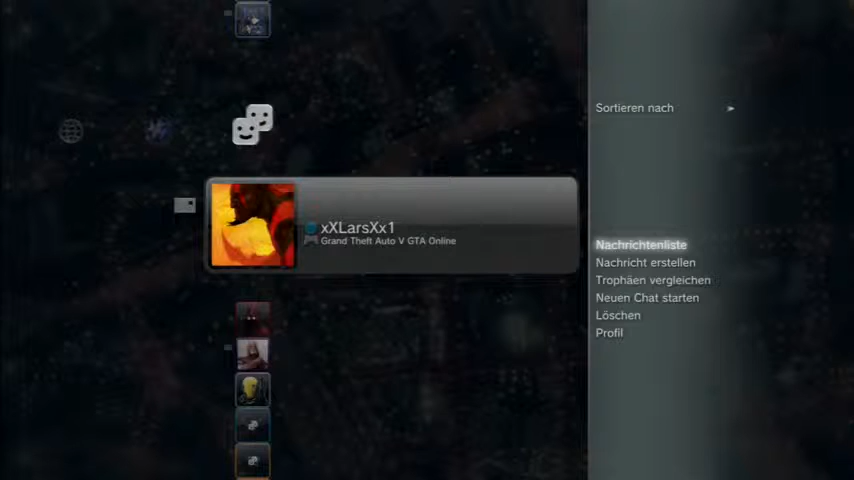 Sortieren nach
xXLarsXx1
Grand Theft Auto V GTA Online
Nachrichtenliste
Nachricht erstellen
Trophäen vergleichen
Neuen Chat starten
Löschen
Profil